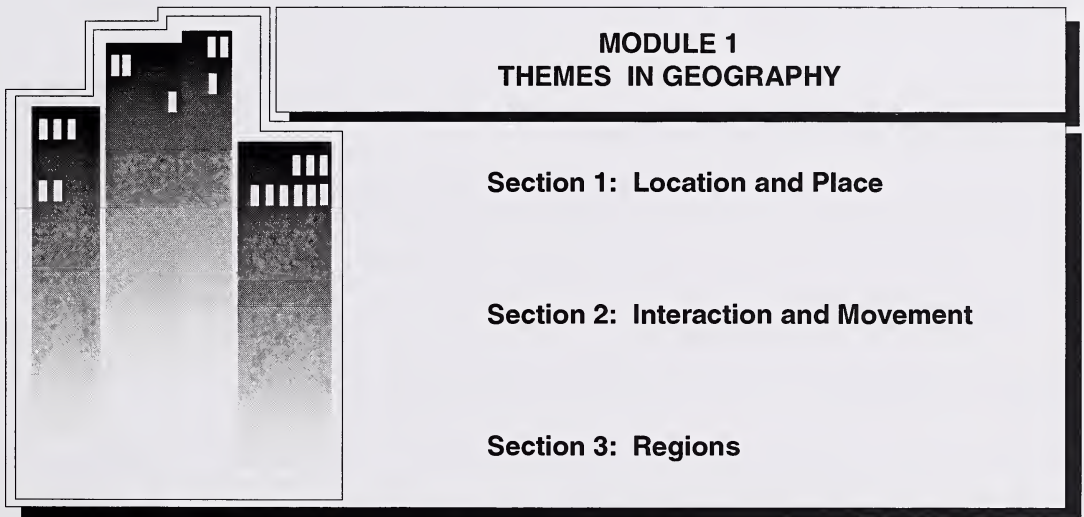 MODULE 1
THEMES IN GEOGRAPHY
Section 1: Location and Place
Section 2: Interaction and Movement
Section 3: Regions